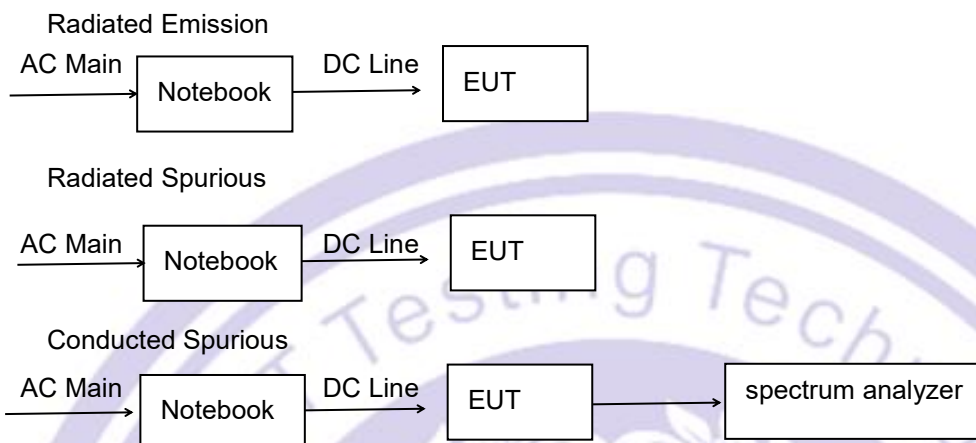 Radiated Emission
AC Main Notebook DC Line EUT
Radiated Spurious
AC Main Notebook DC Line EUT
Conducted Spurious
AC Main Notebook DC Line EUT spectrum analyzer
Testing